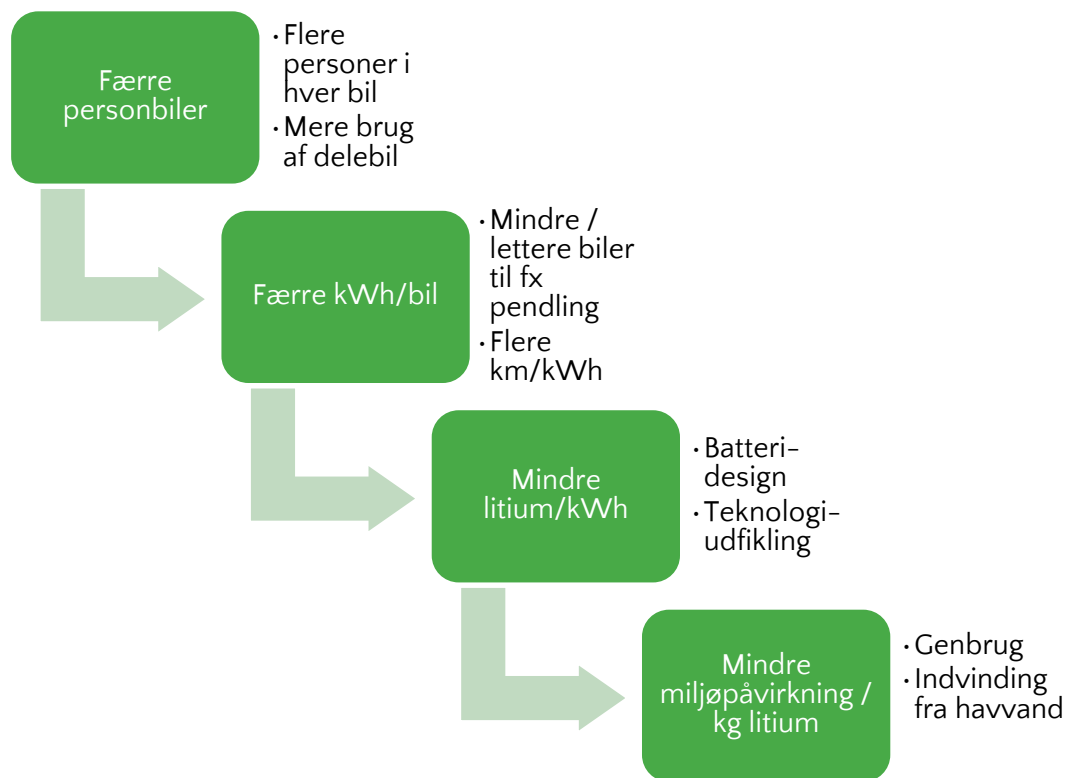 Færre
personbiler
• Flere
personer i
hver bil
• Mere brug
af delebil
Færre kWh/bil
• Mindre /
lettere biler
til fx
pendling
• Flere
km/kWh
Mindre
litium/kWh
• Batteri-
design
• Teknologi-
udfikling
Mindre
miljøpåvirkning /
kg litium
• Genbrug
• Indvinding
fra havvand